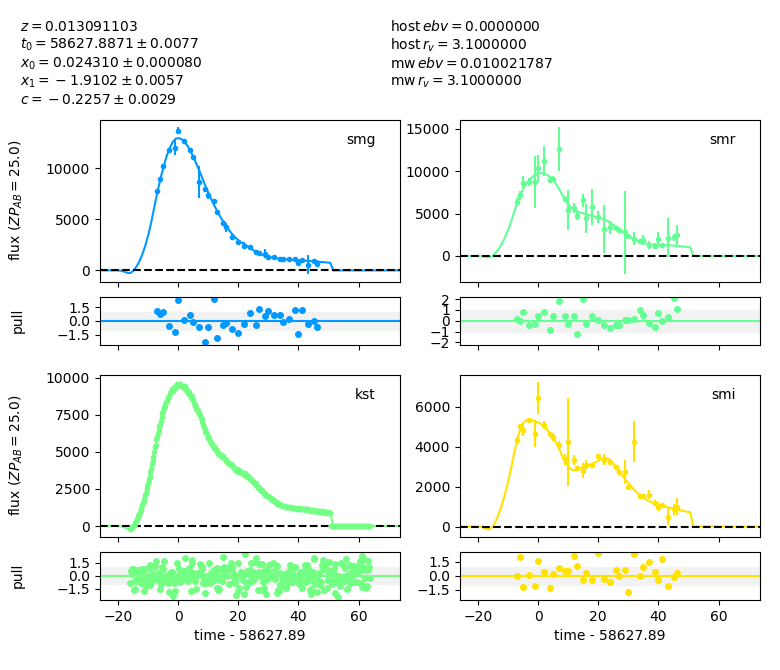 z = 0.013091103
t₀ = 58627.8871 ± 0.0077
x₀ = 0.024310 ± 0.000080
x₁ = −1.9102 ± 0.0057
c = −0.2257 ± 0.0029
host ebv = 0.0000000
host r_v = 3.1000000
mw ebv = 0.010021787
mw r_v = 3.1000000
flux (ZP_AB = 25.0)
10000
5000
0
smg
15000
10000
5000
0
smr
pull
1.5
0.0
−1.5
2
1
0
−1
−2
flux (ZP_AB = 25.0)
10000
7500
5000
2500
0
kst
6000
4000
2000
0
smi
pull
1.5
0.0
−1.5
1.5
0.0
−1.5
−20 0 20 40 60
−20 0 20 40 60
time - 58627.89
time - 58627.89